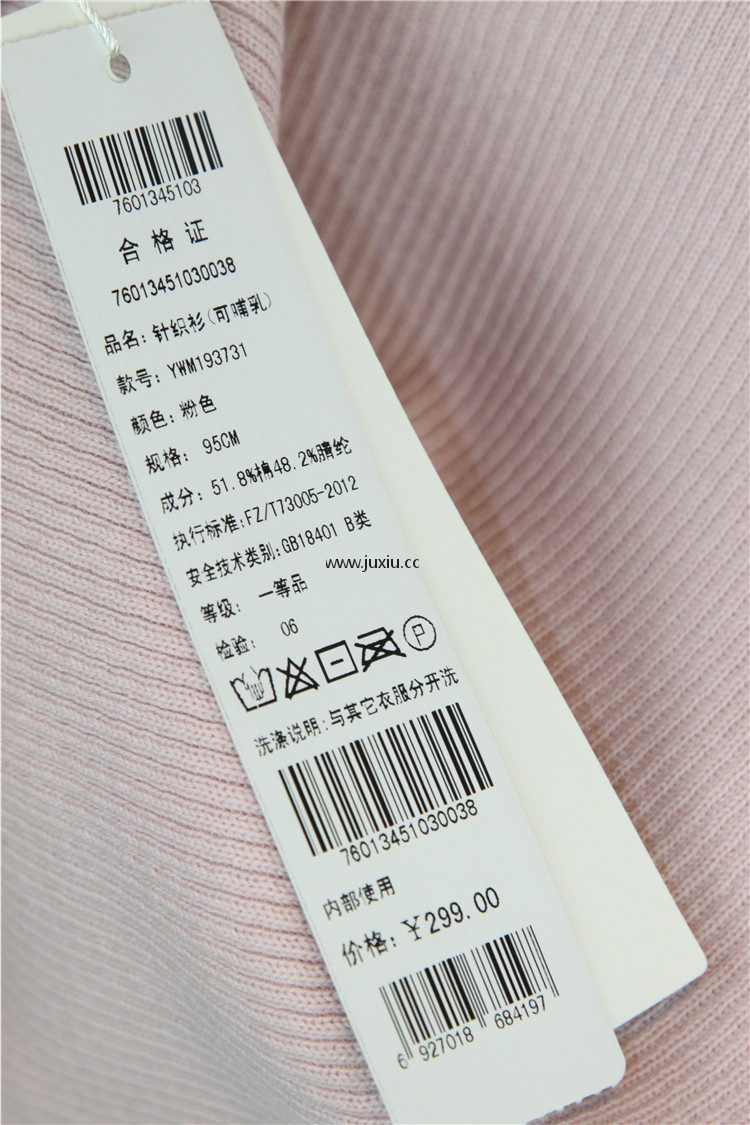 7601345103
合格证
76013451030038
品名: 针织衫(可哺乳)
款号: YWM193731
颜色: 粉色
规格: 95CM
成分: 51.8%棉48.2%腈纶
执行标准:FZ/T73005-2012
安全技术类别:GB18401 B类
www.juxiu.cc
等级: 一等品
检验: 06
P
洗涤说明:与其它衣服分开洗
76013451030038
内部使用
价格: ¥299.00
6 927018 684197